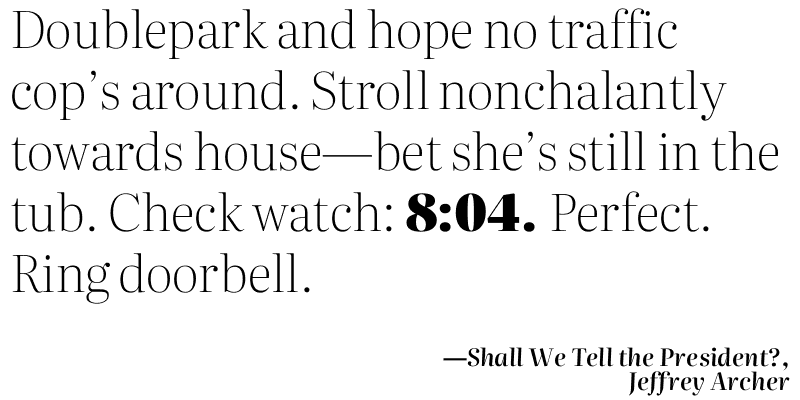 Doublepark and hope no traffic
cop’s around. Stroll nonchalantly
towards house—bet she’s still in the
tub. Check watch: 8:04. Perfect.
Ring doorbell.
—Shall We Tell the President?,
Jeffrey Archer